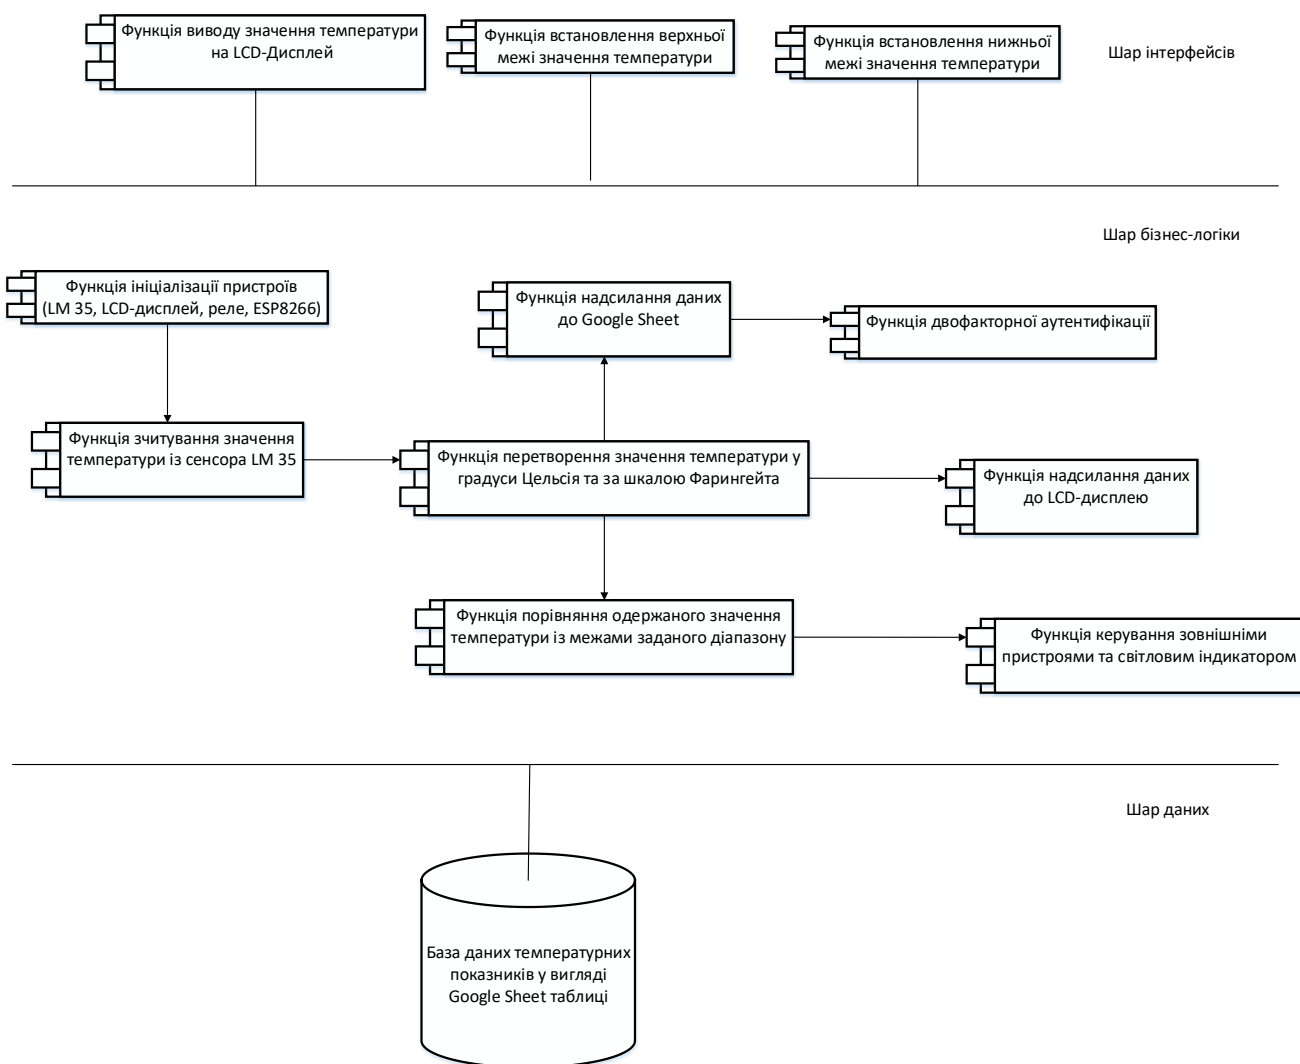 Функція виводу значення температури
на LCD-Дисплей
Функція встановлення верхньої
межі значення температури
Функція встановлення нижньої
межі значення температури
Шар інтерфейсів
Шар бізнес-логіки
Функція ініціалізації пристроїв
(LM 35, LCD-дисплей, реле, ESP8266)
Функція надсилання даних
до Google Sheet
Функція двофакторної аутентифікації
Функція зчитування значення
температури із сенсора LM 35
Функція перетворення значення температури у
градуси Цельсія та за шкалою Фарингейта
Функція надсилання даних
до LCD-дисплею
Функція порівняння одержаного значення
температури із межами заданого діапазону
Функція керування зовнішніми
пристроями та світловим індикатором
Шар даних
База даних температурних
показників у вигляді
Google Sheet таблиці